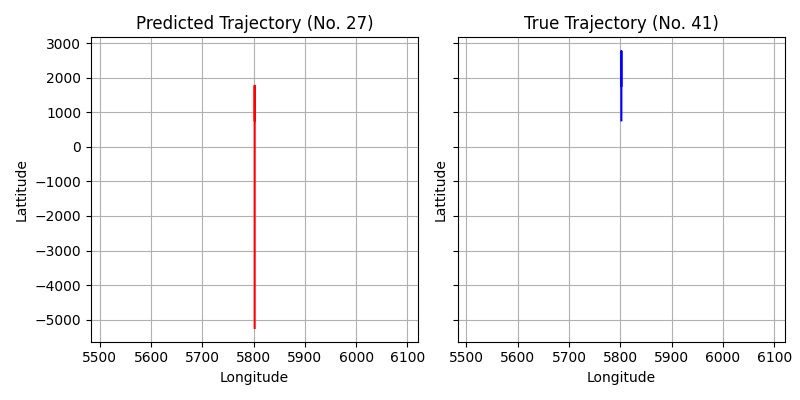 Predicted Trajectory (No. 27)
True Trajectory (No. 41)
3000
2000
1000
0
−1000
−2000
−3000
−4000
−5000
Lattitude
Lattitude
5500 5600 5700 5800 5900 6000 6100
5500 5600 5700 5800 5900 6000 6100
Longitude
Longitude